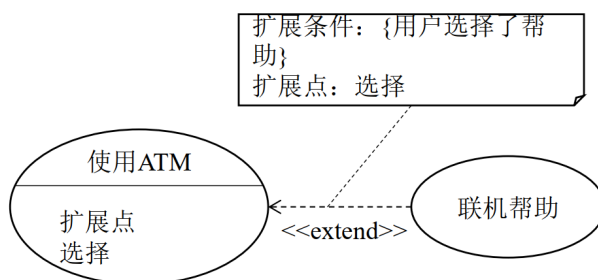 扩展条件：{用户选择了帮
助}
扩展点：选择
使用ATM
扩展点
选择
<<extend>>
联机帮助